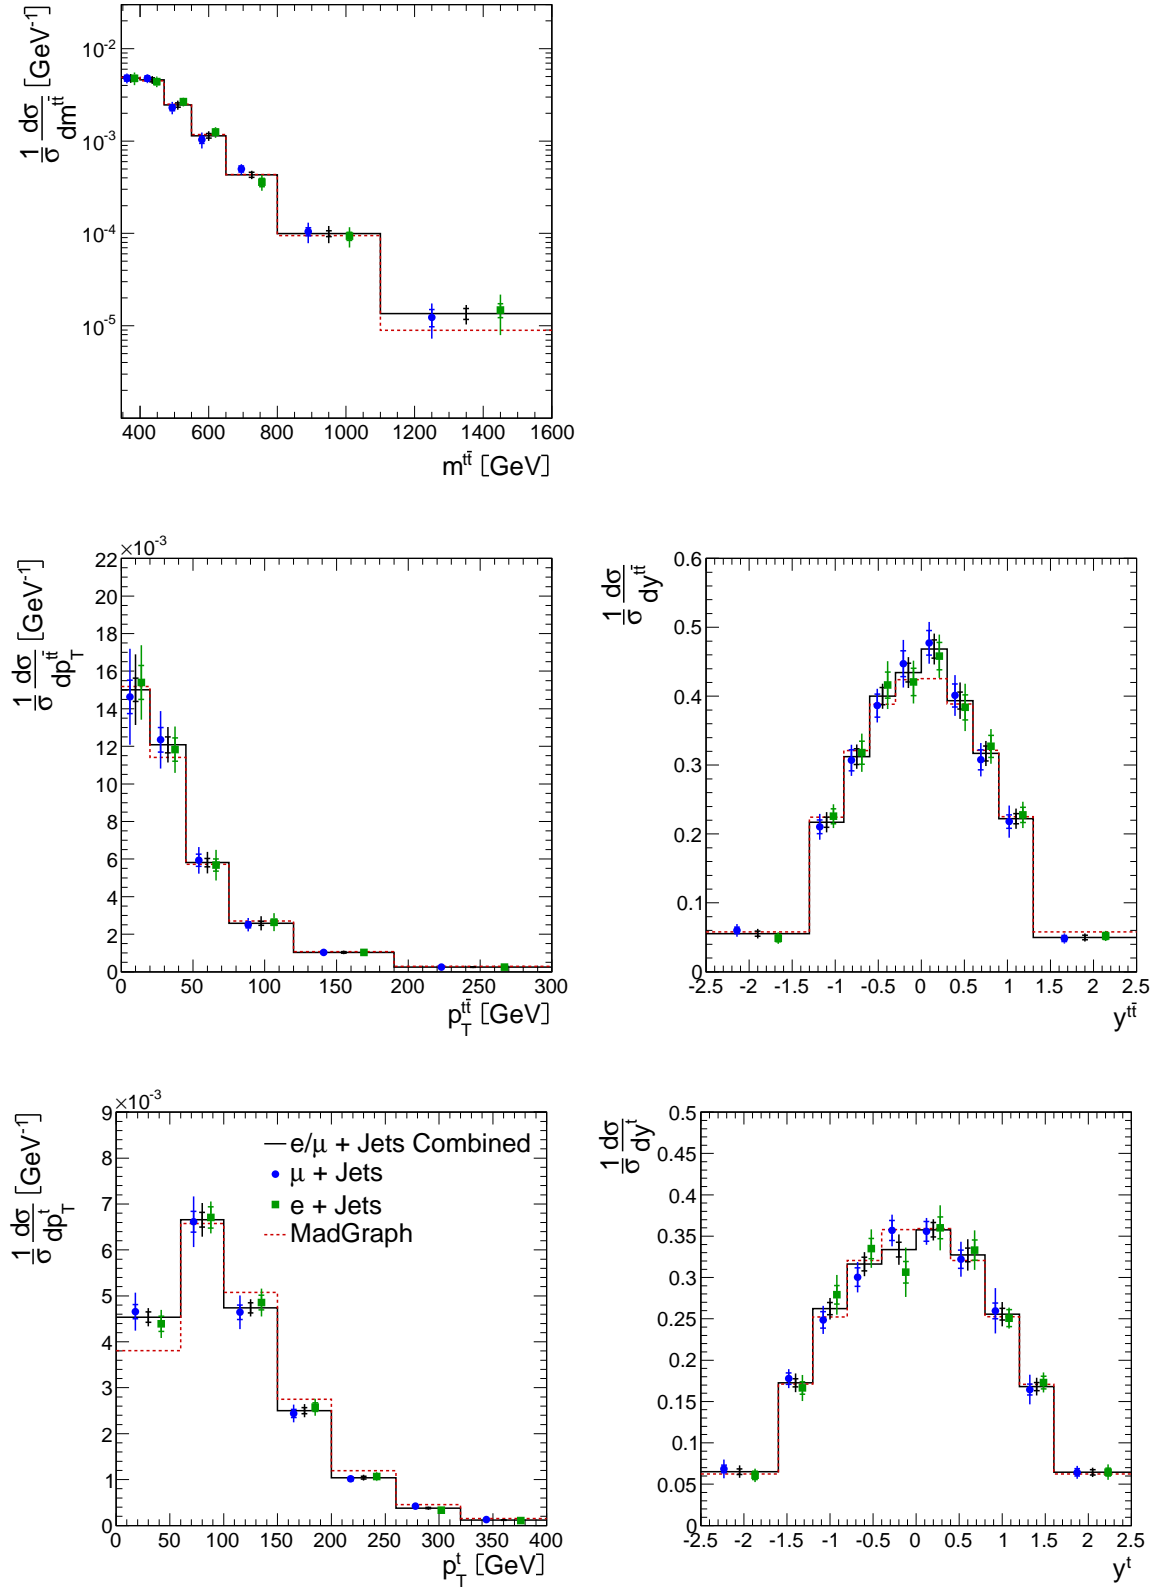 1/σ dσ/dm^{tt̄} [GeV⁻¹]
10⁻²
10⁻³
10⁻⁴
10⁻⁵
400 600 800 1000 1200 1400 1600
m^{tt̄} [GeV]
×10⁻³
1/σ dσ/dp_T^{tt̄} [GeV⁻¹]
22
20
18
16
14
12
10
8
6
4
2
0
0 50 100 150 200 250 300
p_T^{tt̄} [GeV]
1/σ dσ/dy^{tt̄}
0.6
0.5
0.4
0.3
0.2
0.1
0
-2.5 -2 -1.5 -1 -0.5 0 0.5 1 1.5 2 2.5
y^{tt̄}
×10⁻³
1/σ dσ/dp_T^t [GeV⁻¹]
9
8
7
6
5
4
3
2
1
0
e/μ + Jets Combined
μ + Jets
e + Jets
MadGraph
0 50 100 150 200 250 300 350 400
p_T^t [GeV]
1/σ dσ/dy^t
0.5
0.45
0.4
0.35
0.3
0.25
0.2
0.15
0.1
0.05
0
-2.5 -2 -1.5 -1 -0.5 0 0.5 1 1.5 2 2.5
y^t